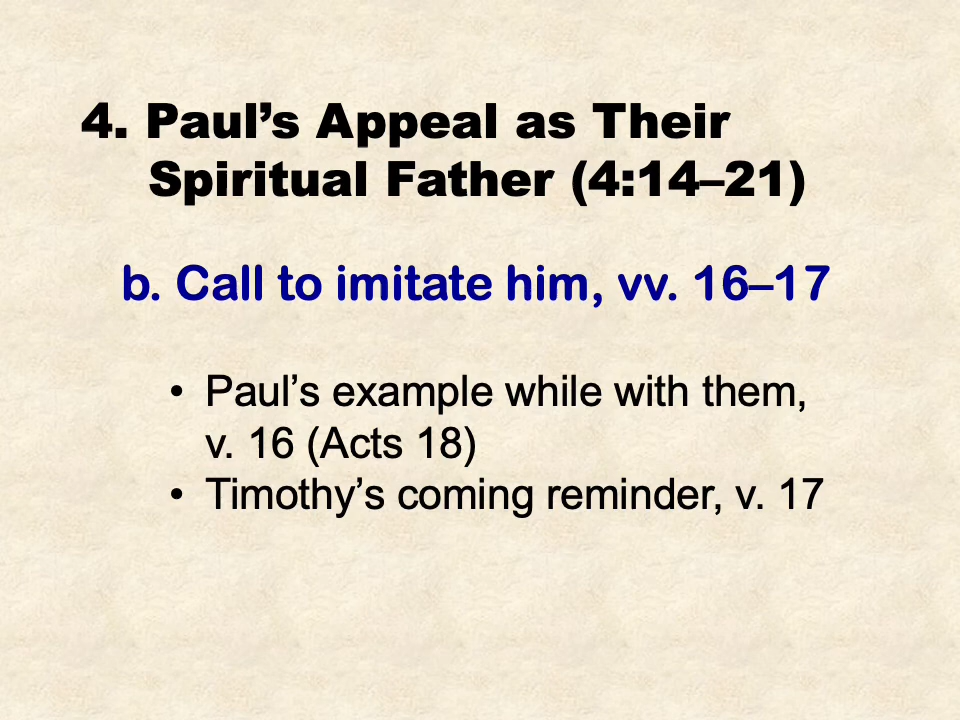 4. Paul’s Appeal as Their
Spiritual Father (4:14–21)
b. Call to imitate him, vv. 16–17
• Paul’s example while with them,
v. 16 (Acts 18)
• Timothy’s coming reminder, v. 17